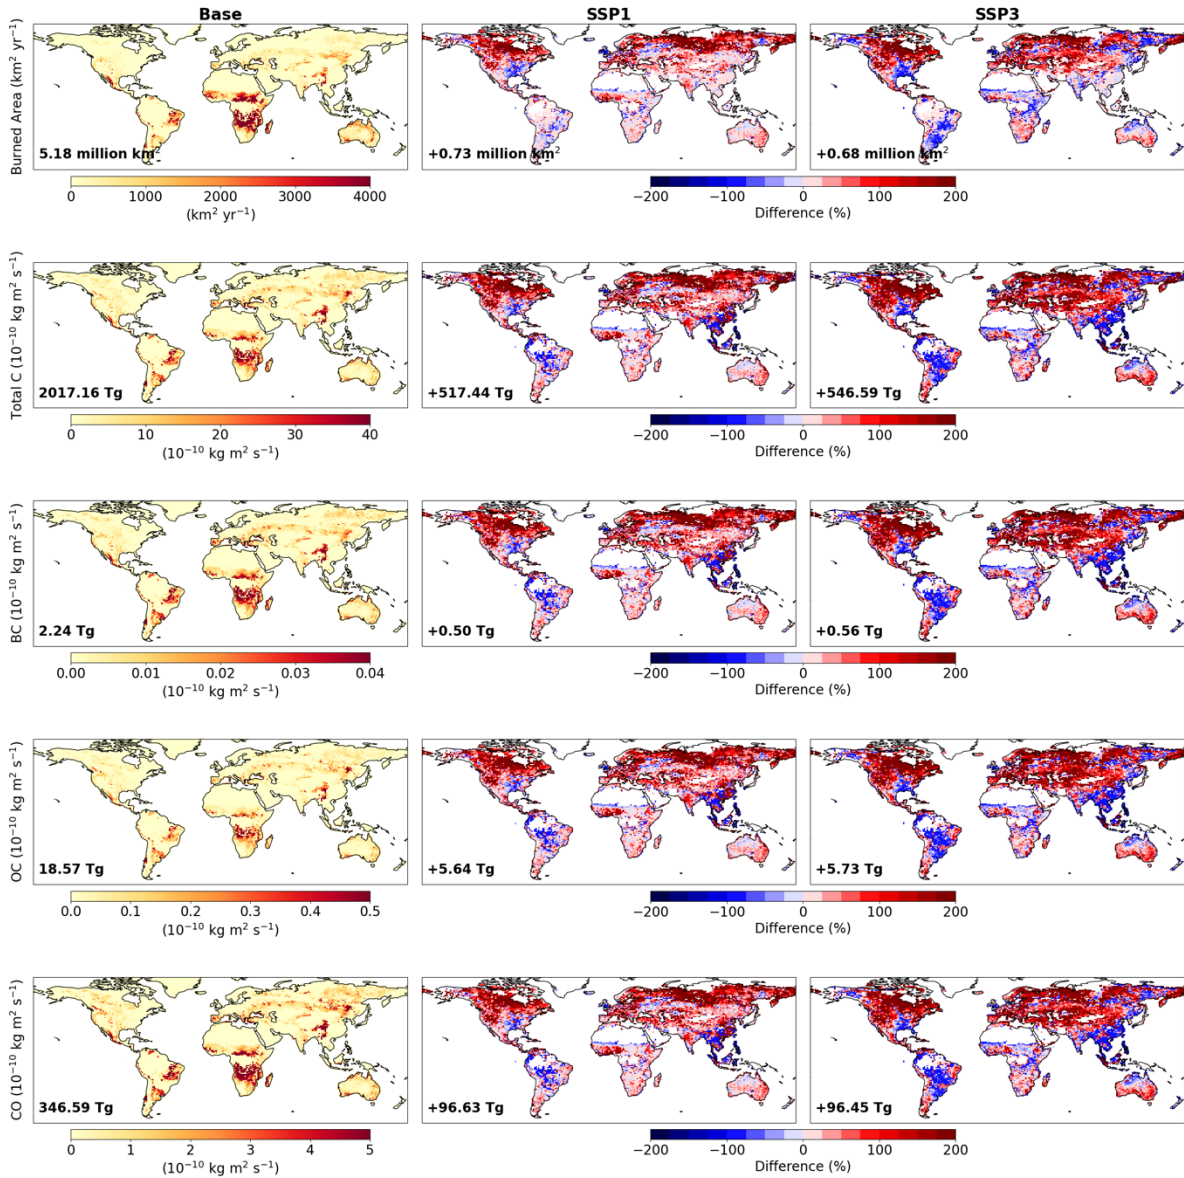 Base
SSP1
SSP3
Burned Area (km² yr⁻¹)
5.18 million km²
+0.73 million km²
+0.68 million km²
0 1000 2000 3000 4000
(km² yr⁻¹)
−200 −100 0 100 200
Difference (%)
Total C (10⁻¹⁰ kg m² s⁻¹)
2017.16 Tg
+517.44 Tg
+546.59 Tg
0 10 20 30 40
(10⁻¹⁰ kg m² s⁻¹)
−200 −100 0 100 200
Difference (%)
BC (10⁻¹⁰ kg m² s⁻¹)
2.24 Tg
+0.50 Tg
+0.56 Tg
0.00 0.01 0.02 0.03 0.04
(10⁻¹⁰ kg m² s⁻¹)
−200 −100 0 100 200
Difference (%)
OC (10⁻¹⁰ kg m² s⁻¹)
18.57 Tg
+5.64 Tg
+5.73 Tg
0.0 0.1 0.2 0.3 0.4 0.5
(10⁻¹⁰ kg m² s⁻¹)
−200 −100 0 100 200
Difference (%)
CO (10⁻¹⁰ kg m² s⁻¹)
346.59 Tg
+96.63 Tg
+96.45 Tg
0 1 2 3 4 5
(10⁻¹⁰ kg m² s⁻¹)
−200 −100 0 100 200
Difference (%)